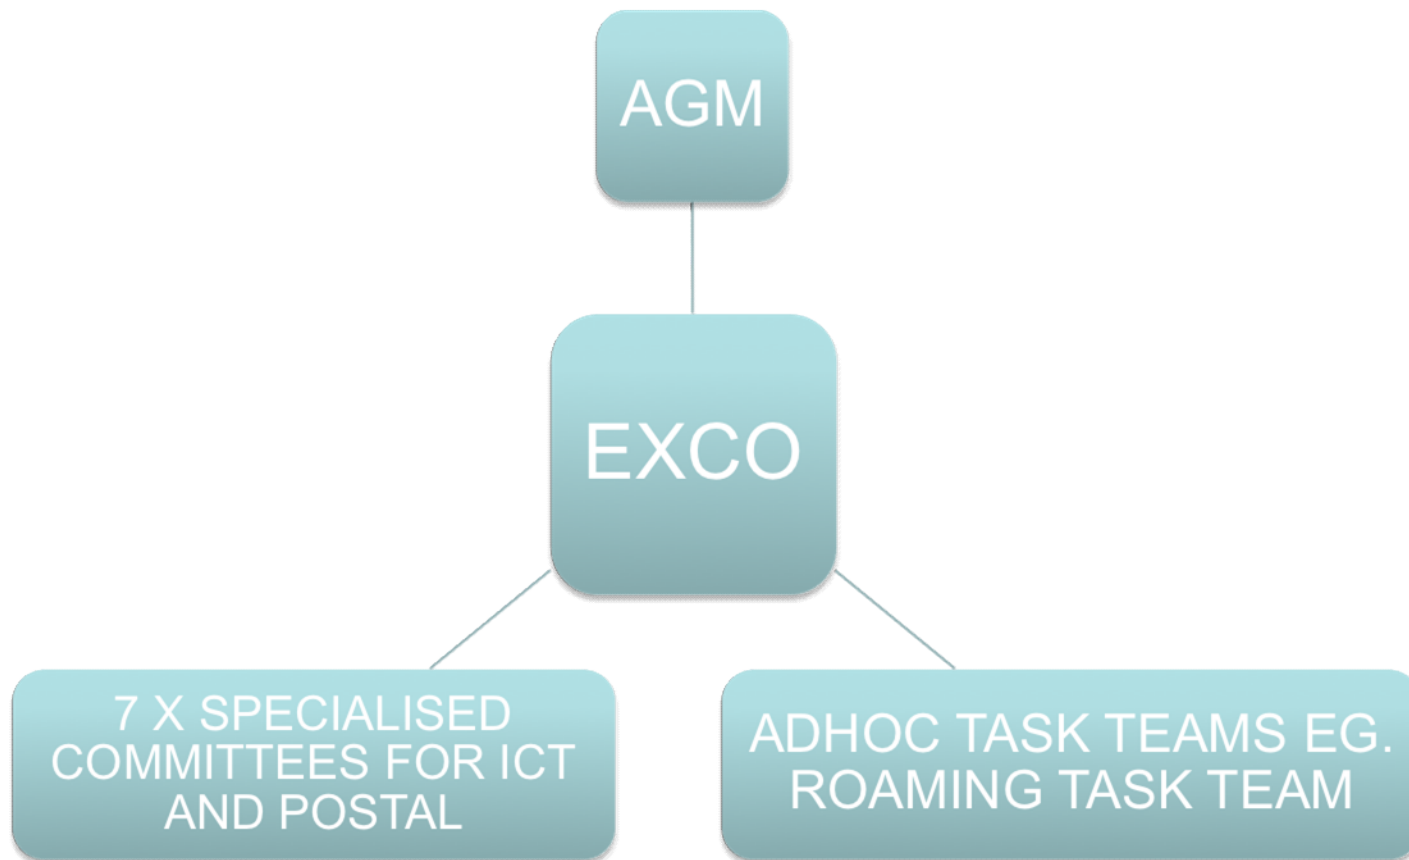 AGM
EXCO
7 X SPECIALISED
COMMITTEES FOR ICT
AND POSTAL
ADHOC TASK TEAMS EG.
ROAMING TASK TEAM